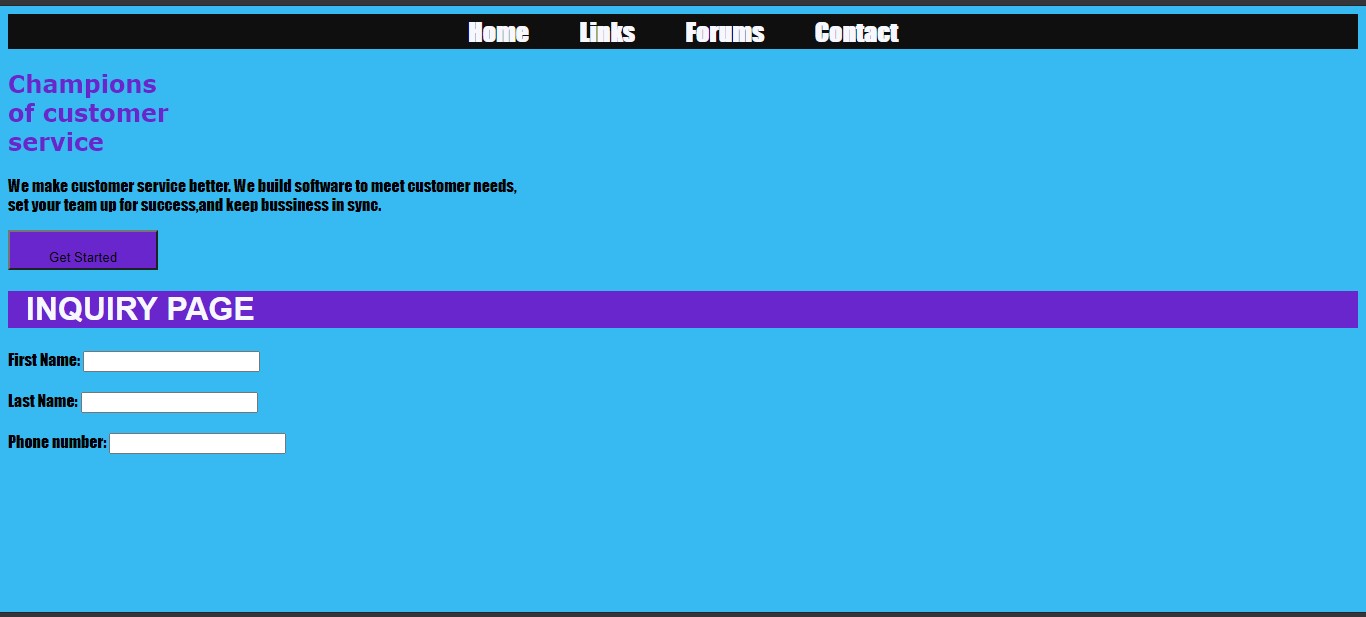 Home Links Forums Contact
Champions
of customer
service
We make customer service better. We build software to meet customer needs,
set your team up for success,and keep bussiness in sync.
Get Started
INQUIRY PAGE
First Name:
Last Name:
Phone number: